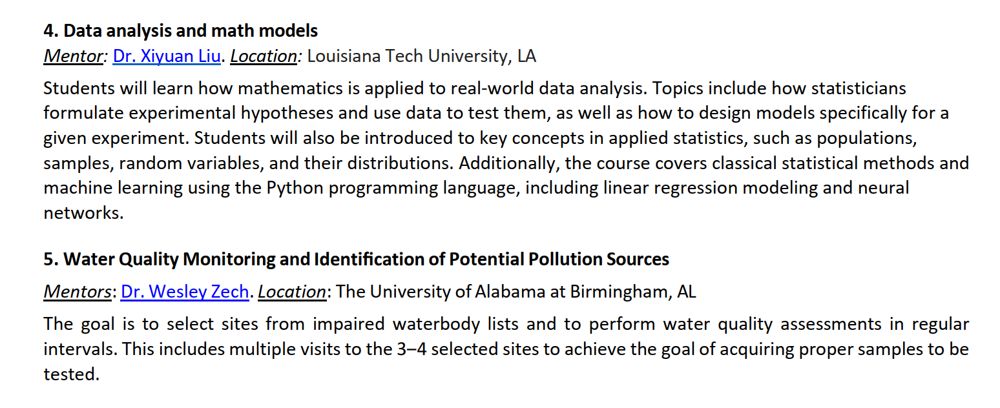 4. Data analysis and math models
Mentor: Dr. Xiyuan Liu. Location: Louisiana Tech University, LA
Students will learn how mathematics is applied to real-world data analysis. Topics include how statisticians
formulate experimental hypotheses and use data to test them, as well as how to design models specifically for a
given experiment. Students will also be introduced to key concepts in applied statistics, such as populations,
samples, random variables, and their distributions. Additionally, the course covers classical statistical methods and
machine learning using the Python programming language, including linear regression modeling and neural
networks.
5. Water Quality Monitoring and Identification of Potential Pollution Sources
Mentors: Dr. Wesley Zech. Location: The University of Alabama at Birmingham, AL
The goal is to select sites from impaired waterbody lists and to perform water quality assessments in regular
intervals. This includes multiple visits to the 3–4 selected sites to achieve the goal of acquiring proper samples to be
tested.